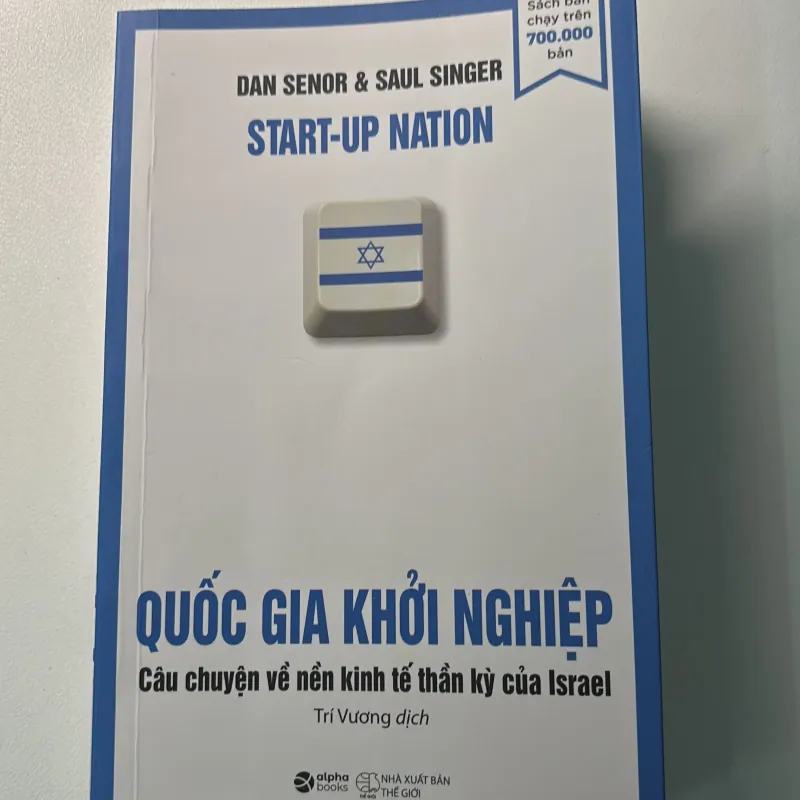 Sách bán
chạy trên
700.000
bản
DAN SENOR & SAUL SINGER
START-UP NATION
QUỐC GIA KHỞI NGHIỆP
Câu chuyện về nền kinh tế thần kỳ của Israel
Trí Vương dịch
alpha
books
THẾ GIỚI
NHÀ XUẤT BẢN
THẾ GIỚI